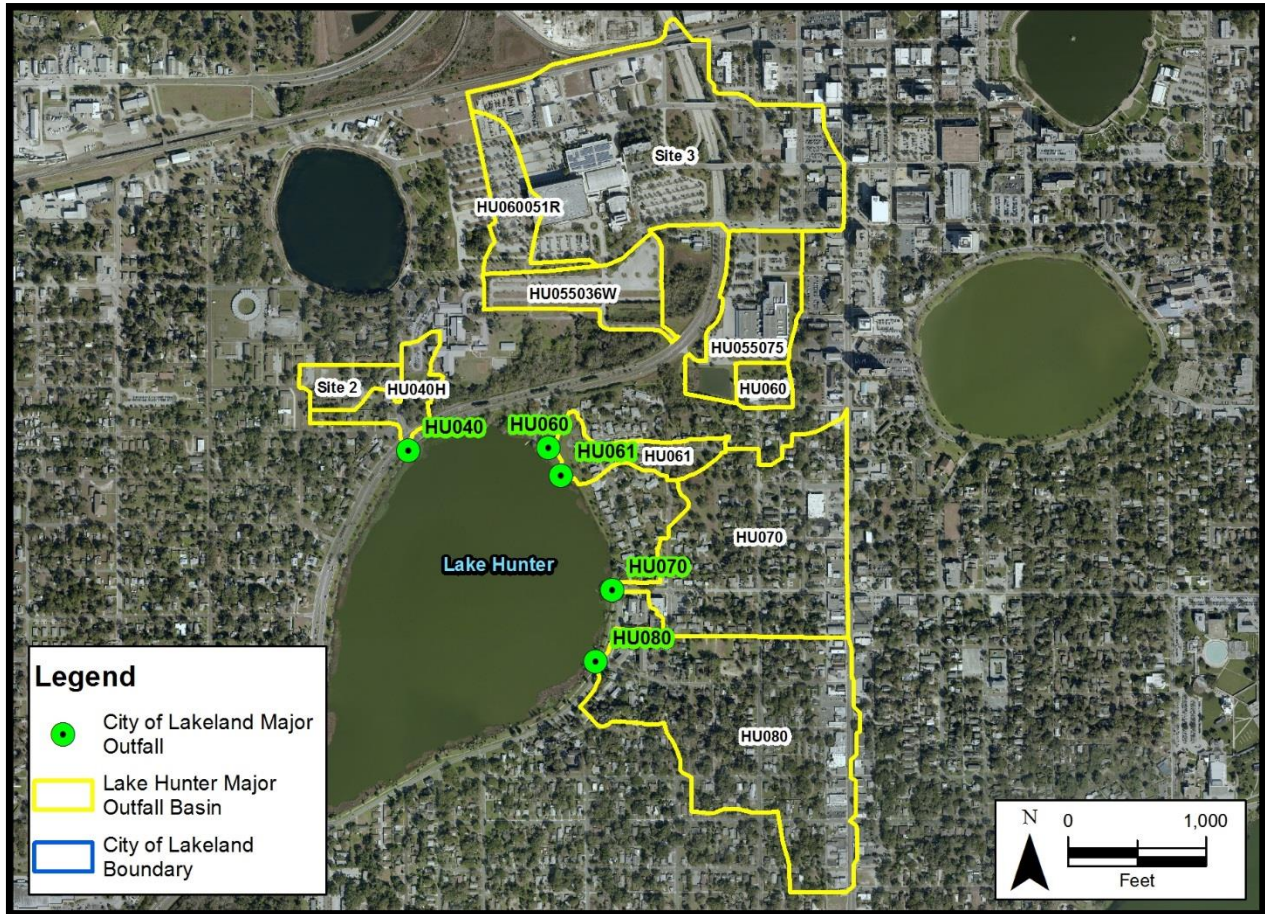 Site 3
HU060051R
HU055036W
HU055075
HU060
Site 2
HU040H
HU040
HU060
HU061
HU061
HU070
Lake Hunter
HU070
HU080
HU080
Legend
City of Lakeland Major
Outfall
Lake Hunter Major
Outfall Basin
City of Lakeland
Boundary
N
0 1,000
Feet